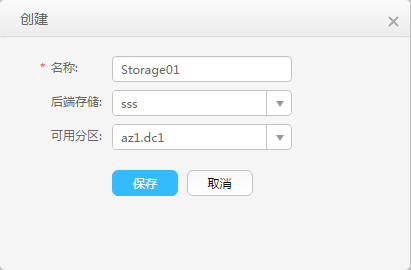 创建
* 名称: Storage01
后端存储: sss
可用分区: az1.dc1
保存 取消